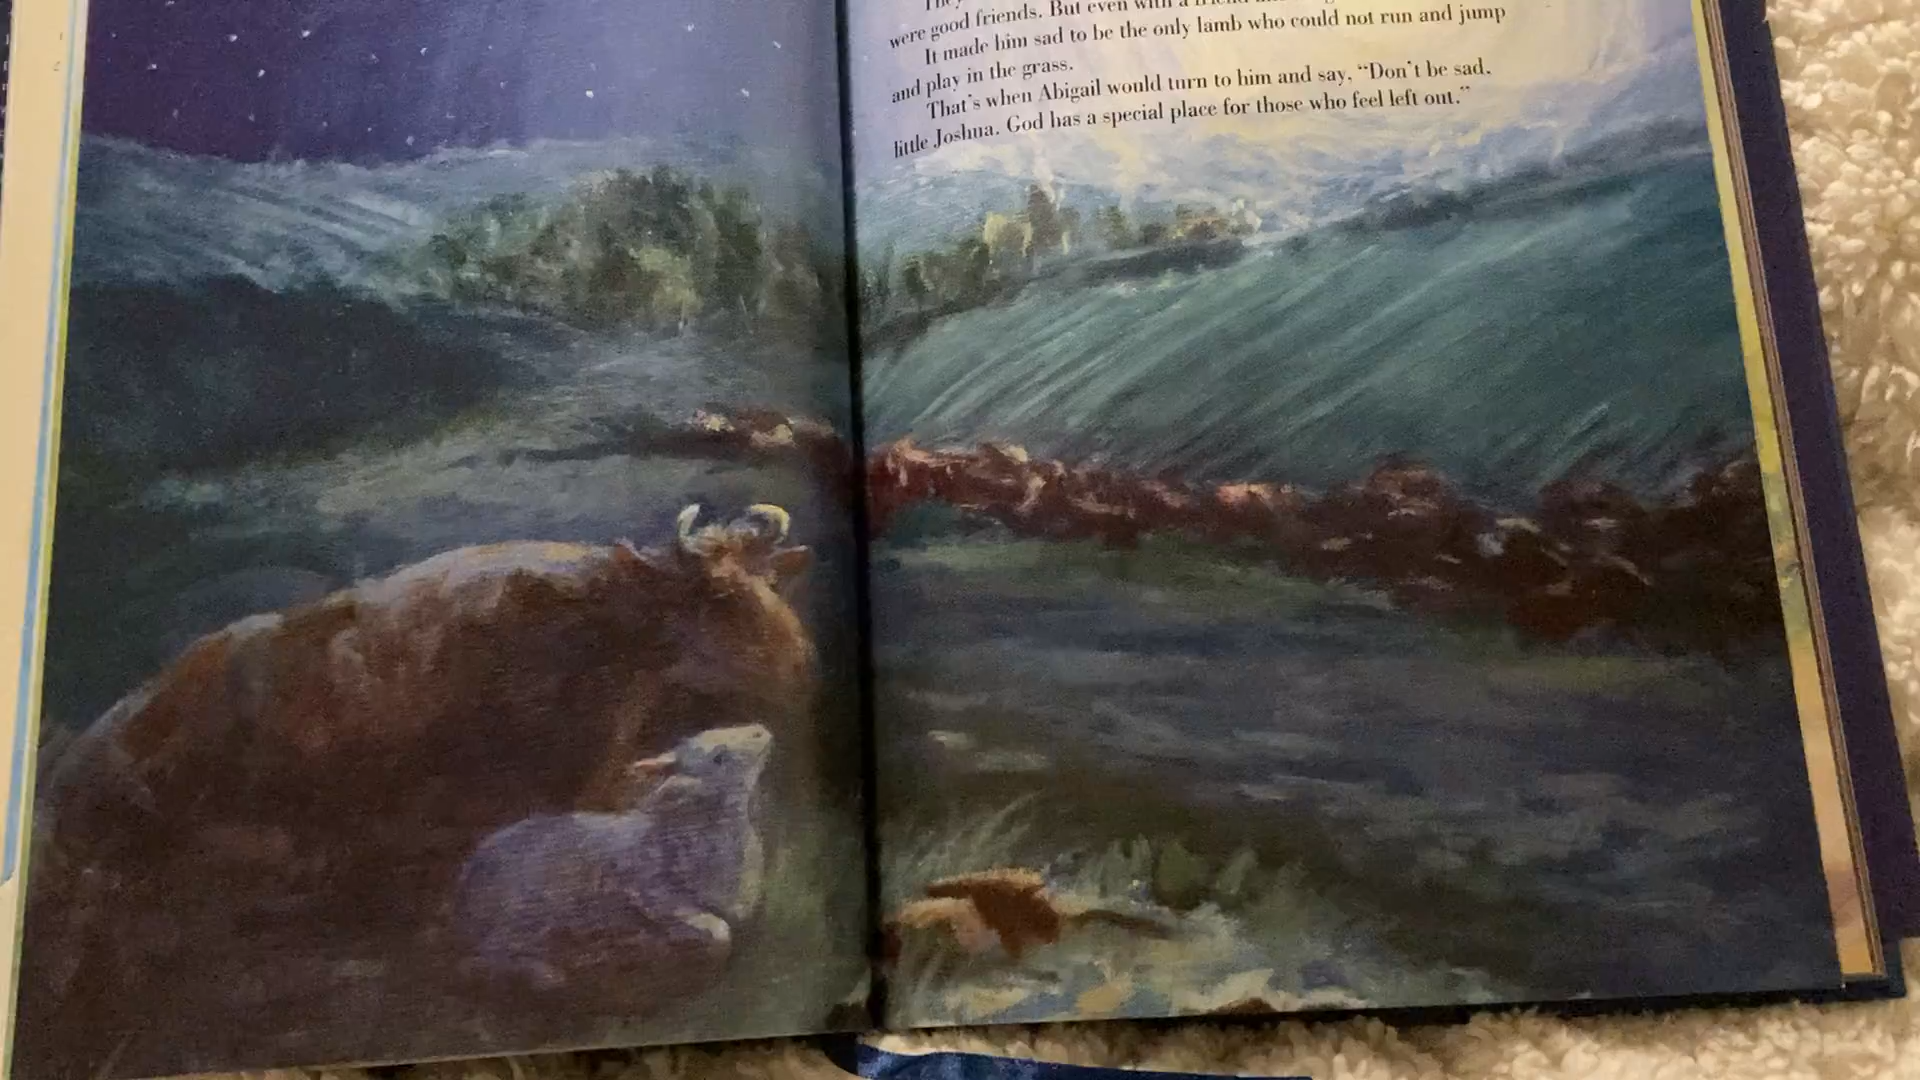 were good friends. But even with a friend
It made him sad to be the only lamb who could not run and jump
and play in the grass.
That's when Abigail would turn to him and say, “Don't be sad,
little Joshua. God has a special place for those who feel left out.”